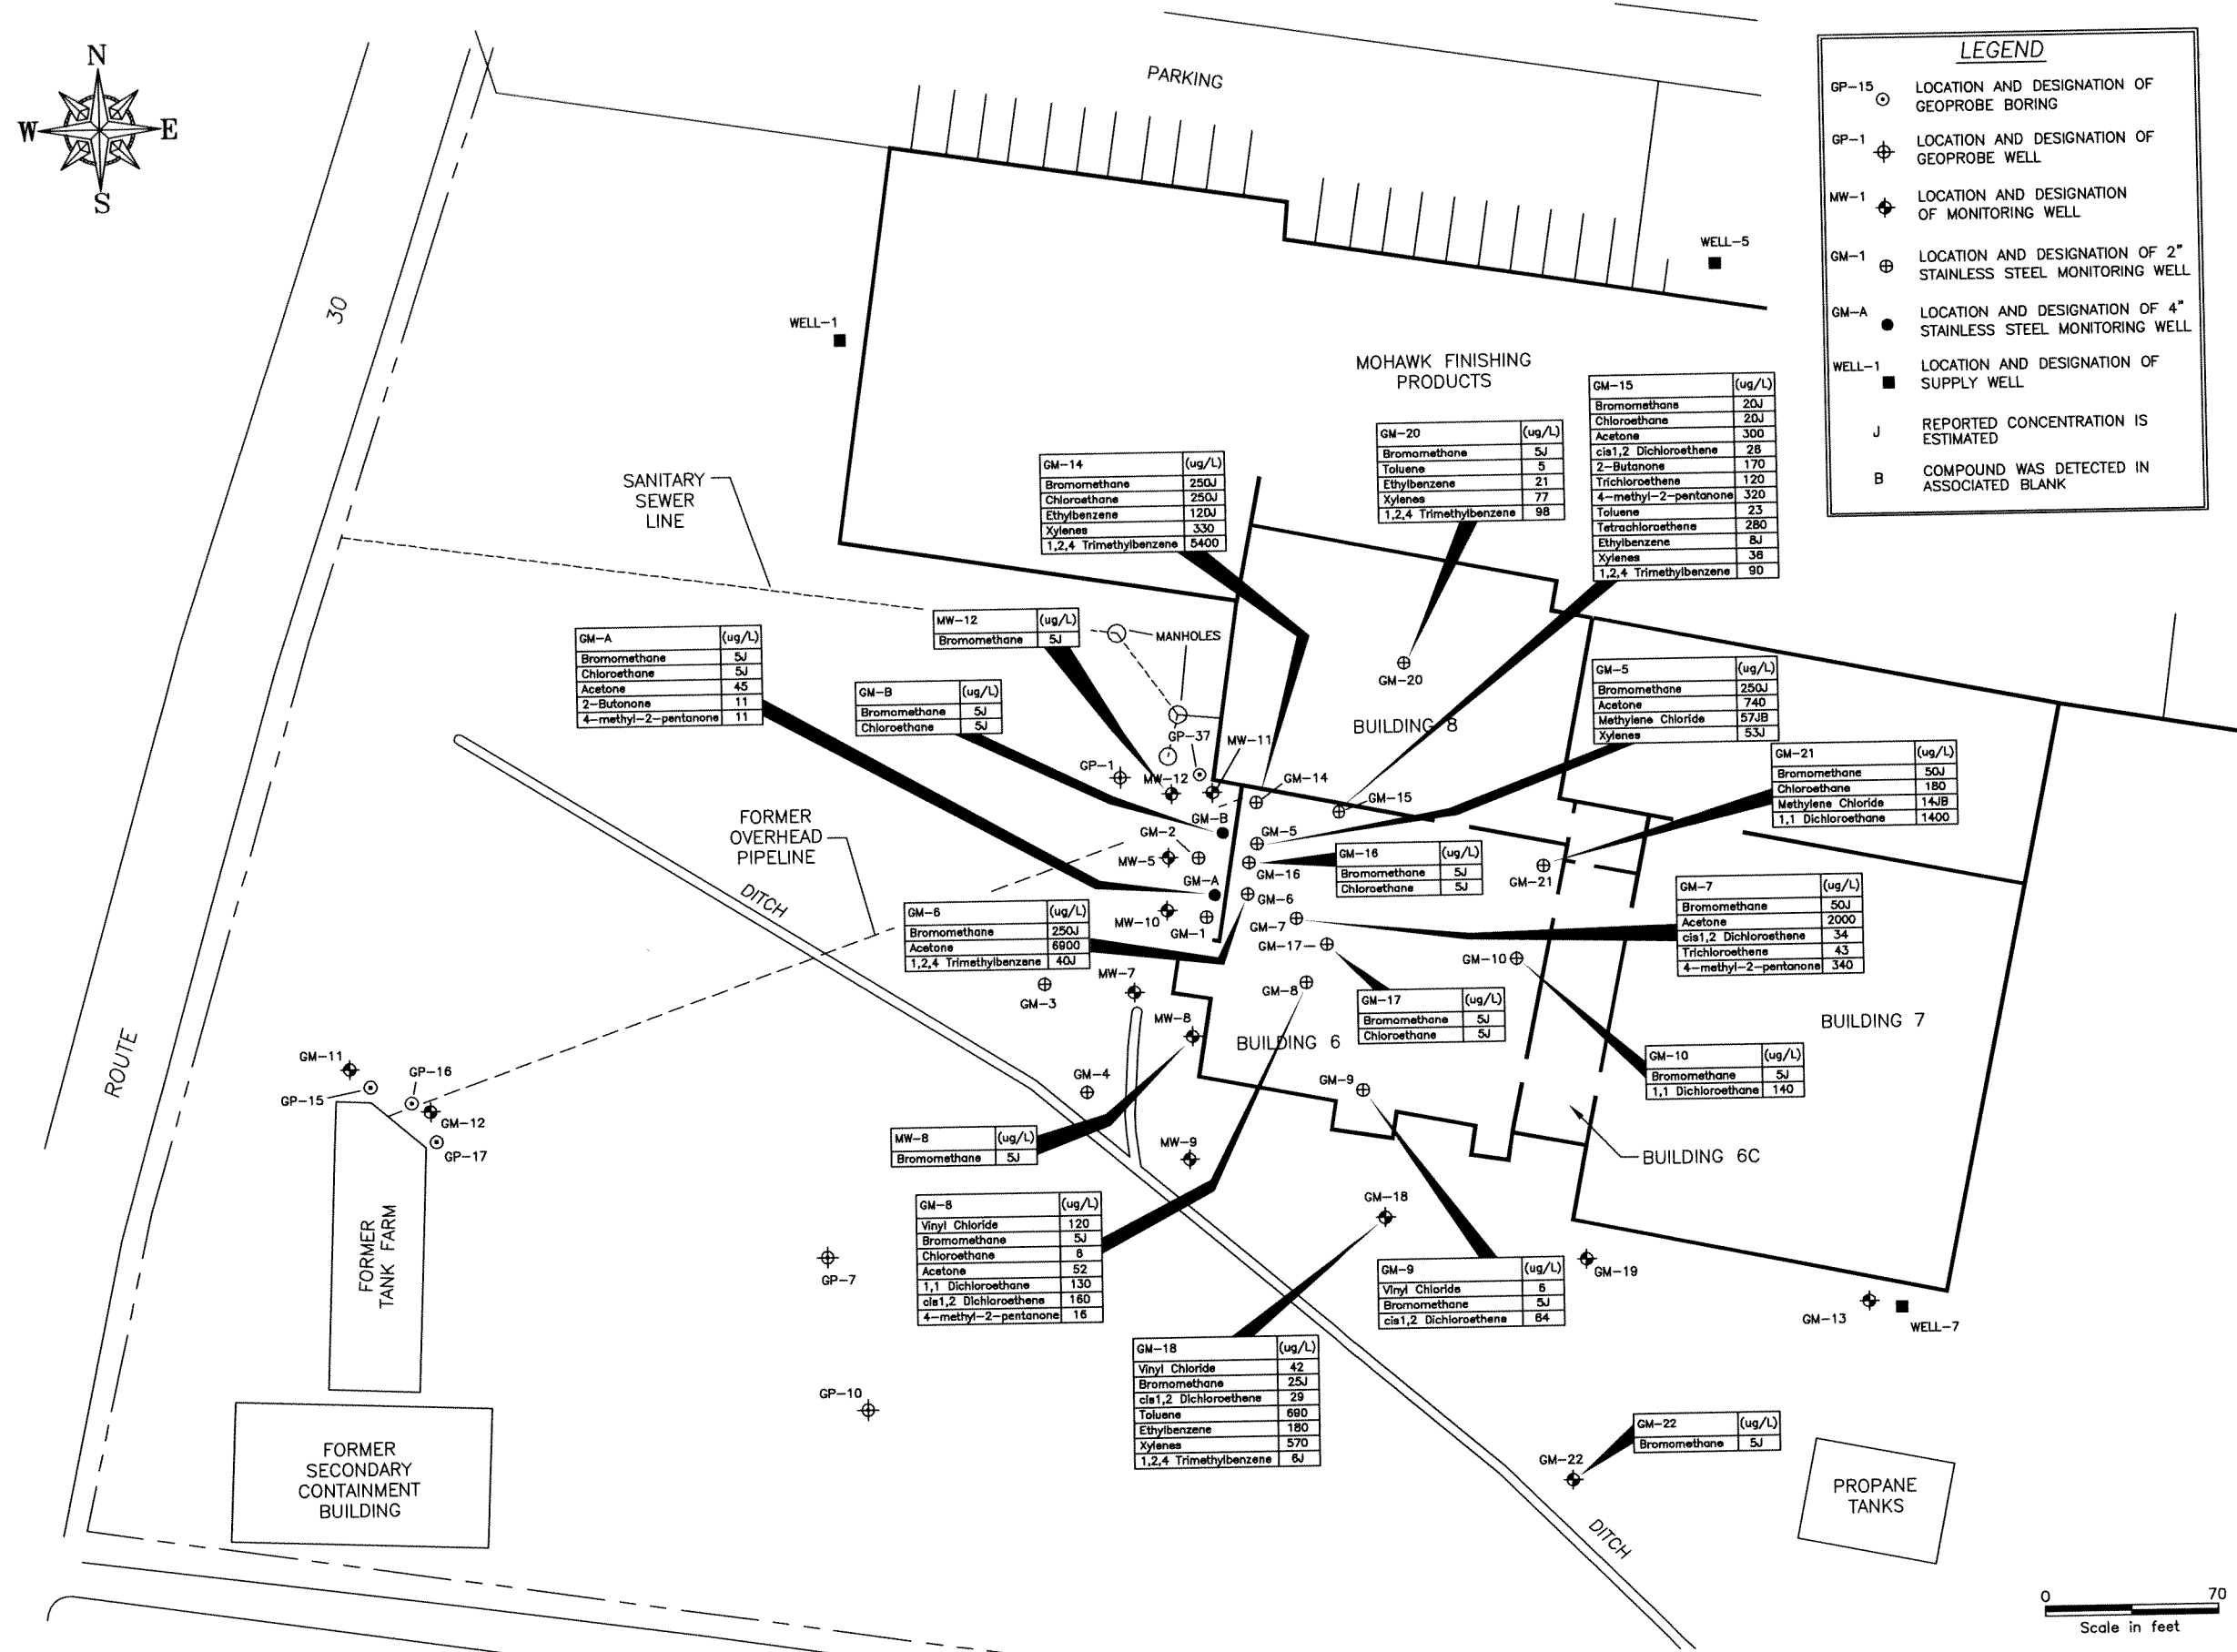 N
W
E
S
PARKING
30
ROUTE
LEGEND
GP-15 LOCATION AND DESIGNATION OF
GEOPROBE BORING
GP-1 LOCATION AND DESIGNATION OF
GEOPROBE WELL
MW-1 LOCATION AND DESIGNATION
OF MONITORING WELL
GM-1 LOCATION AND DESIGNATION OF 2"
STAINLESS STEEL MONITORING WELL
GM-A LOCATION AND DESIGNATION OF 4"
STAINLESS STEEL MONITORING WELL
WELL-1 LOCATION AND DESIGNATION OF
SUPPLY WELL
J REPORTED CONCENTRATION IS
ESTIMATED
B COMPOUND WAS DETECTED IN
ASSOCIATED BLANK
WELL-5
WELL-1
MOHAWK FINISHING
PRODUCTS
GM-15 (ug/L)
Bromomethane 20J
Chloroethane 20J
Acetone 300
cis1,2 Dichloroethene 28
2-Butanone 170
Trichloroethene 120
4-methyl-2-pentanone 320
Toluene 23
Tetrachloroethene 280
Ethylbenzene 8J
Xylenes 38
1,2,4 Trimethylbenzene 90
GM-20 (ug/L)
Bromomethane 5J
Toluene 5
Ethylbenzene 21
Xylenes 77
1,2,4 Trimethylbenzene 98
GM-14 (ug/L)
Bromomethane 250J
Chloroethane 250J
Ethylbenzene 120J
Xylenes 330
1,2,4 Trimethylbenzene 5400
SANITARY
SEWER
LINE
MW-12 (ug/L)
Bromomethane 5J
MANHOLES
GM-A (ug/L)
Bromomethane 5J
Chloroethane 5J
Acetone 45
2-Butonone 11
4-methyl-2-pentanone 11
GM-B (ug/L)
Bromomethane 5J
Chloroethane 5J
GM-20
BUILDING 8
GM-5 (ug/L)
Bromomethane 250J
Acetone 740
Methylene Chloride 57JB
Xylenes 53J
GM-21 (ug/L)
Bromomethane 50J
Chloroethane 180
Methylene Chloride 14JB
1,1 Dichloroethane 1400
GP-37
MW-11
GP-1
MW-12
GM-14
GM-15
GM-B
GM-2
GM-5
MW-5
GM-16
GM-A
GM-6
MW-10
GM-1
GM-7
GM-17
GM-21
GM-16 (ug/L)
Bromomethane 5J
Chloroethane 5J
FORMER
OVERHEAD
PIPELINE
DITCH
GM-6 (ug/L)
Bromomethane 250J
Acetone 6900
1,2,4 Trimethylbenzene 40J
GM-7 (ug/L)
Bromomethane 50J
Acetone 2000
cis1,2 Dichloroethene 34
Trichloroethene 43
4-methyl-2-pentanone 340
GM-10
MW-7
GM-3
GM-8
MW-8
GM-17 (ug/L)
Bromomethane 5J
Chloroethane 5J
BUILDING 6
BUILDING 7
GM-10 (ug/L)
Bromomethane 5J
1,1 Dichloroethane 140
GM-11
GP-16
GP-15
GM-12
GP-17
GM-4
GM-9
MW-8 (ug/L)
Bromomethane 5J
MW-9
BUILDING 6C
GM-18
GM-8 (ug/L)
Vinyl Chloride 120
Bromomethane 5J
Chloroethane 8
Acetone 52
1,1 Dichloroethane 130
cis1,2 Dichloroethene 160
4-methyl-2-pentanone 16
FORMER
TANK FARM
GP-7
GM-9 (ug/L)
Vinyl Chloride 6
Bromomethane 5J
cis1,2 Dichloroethene 64
GM-19
GM-13
WELL-7
GM-18 (ug/L)
Vinyl Chloride 42
Bromomethane 25J
cis1,2 Dichloroethene 29
Toluene 690
Ethylbenzene 180
Xylenes 570
1,2,4 Trimethylbenzene 6J
GP-10
GM-22 (ug/L)
Bromomethane 5J
GM-22
FORMER
SECONDARY
CONTAINMENT
BUILDING
PROPANE
TANKS
DITCH
0 70
Scale in feet